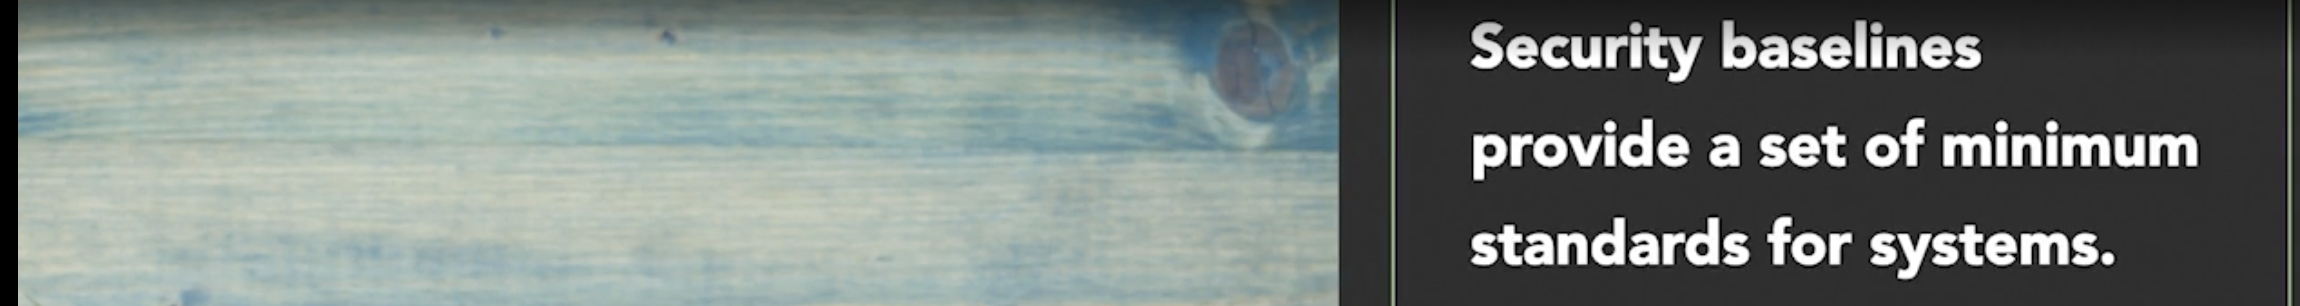 Security baselines
provide a set of minimum
standards for systems.